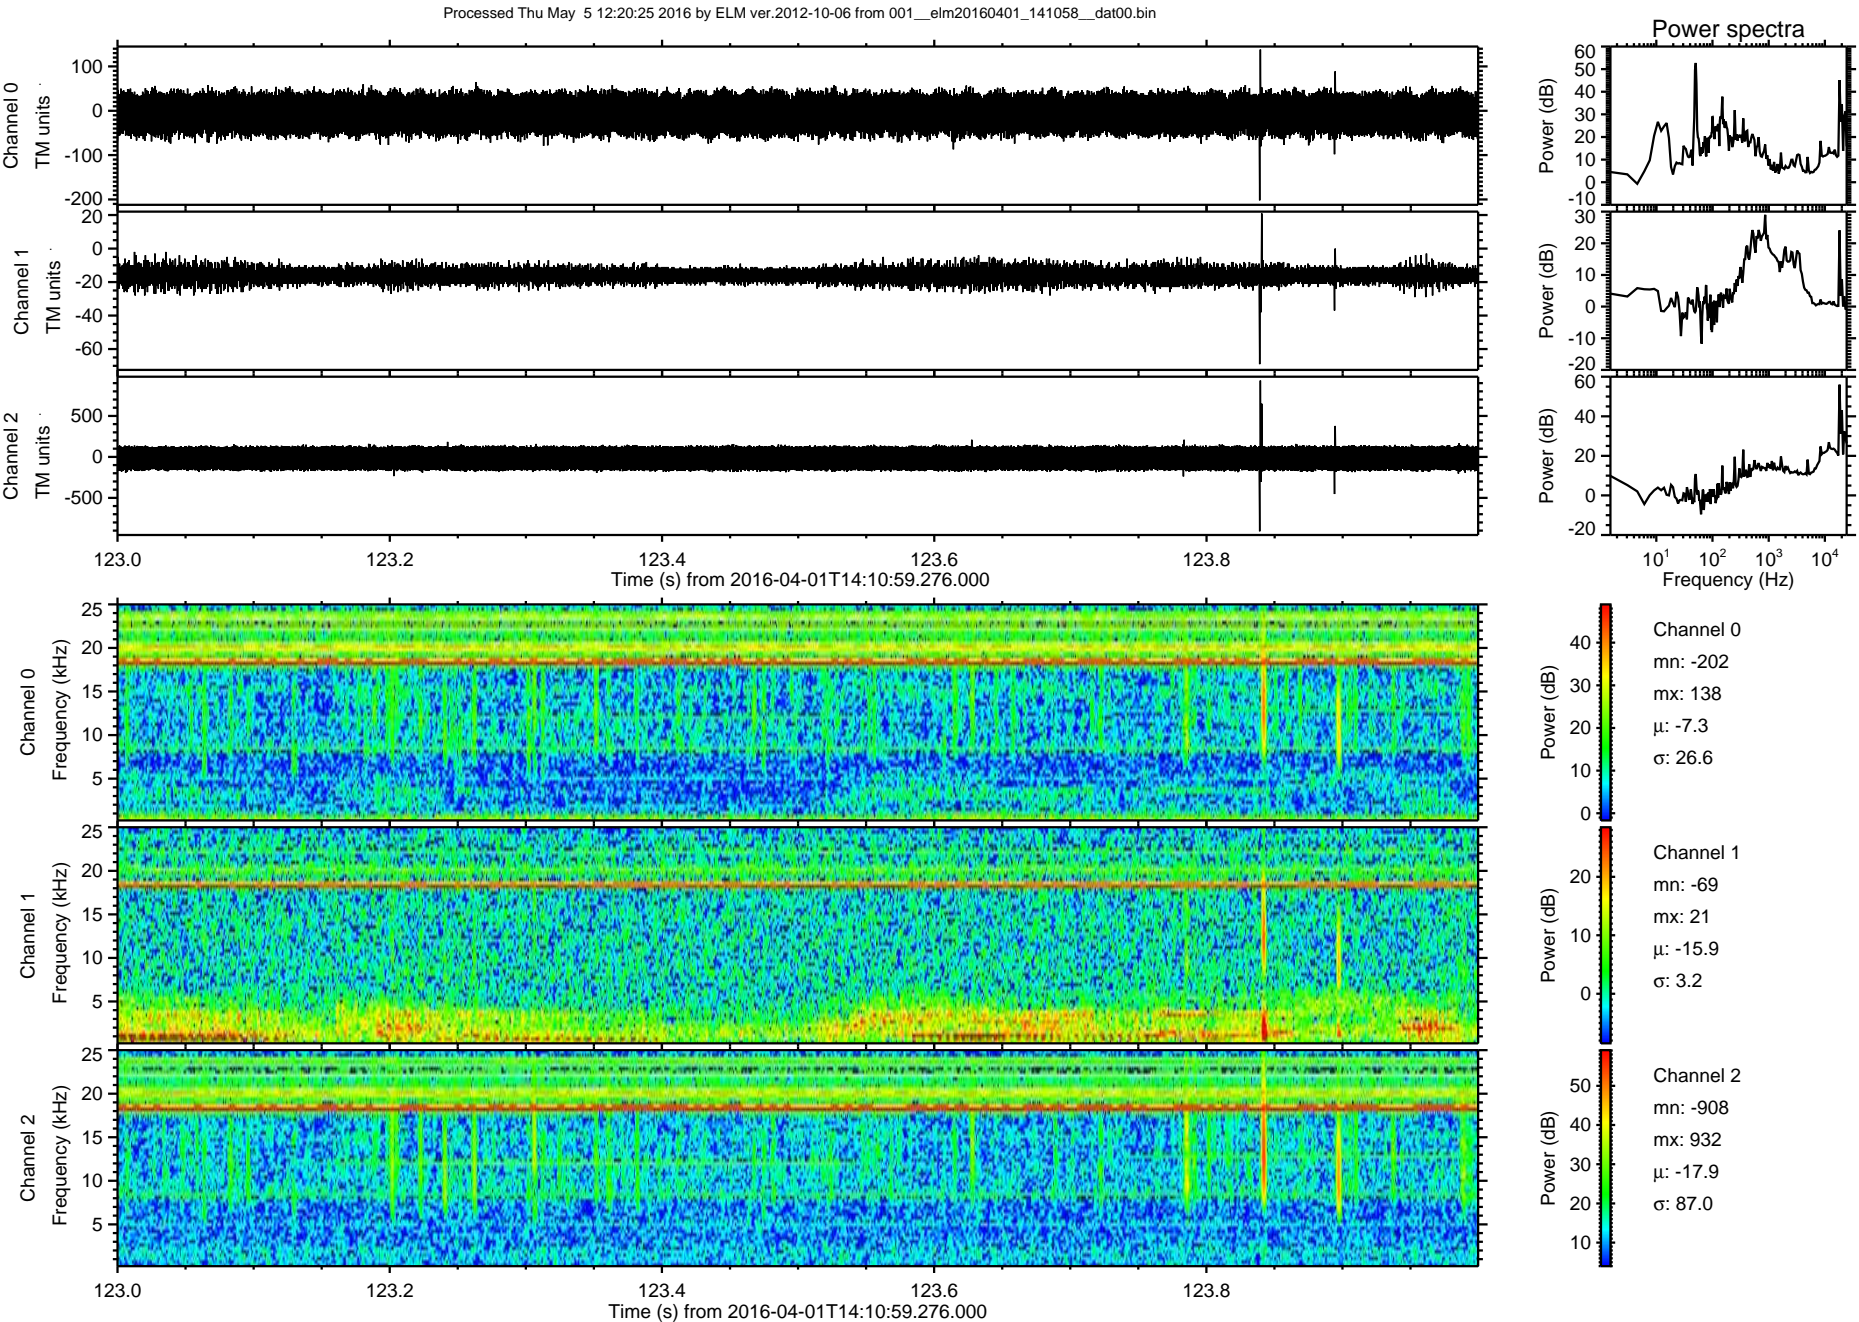 Processed Thu May  5 12:20:25 2016 by ELM ver.2012-10-06 from 001__elm20160401_141058__dat00.bin
Power spectra
Channel 0
TM units
100
0
-100
-200
Power (dB)
60
50
40
30
20
10
0
-10
Channel 1
TM units
20
0
-20
-40
-60
Power (dB)
30
20
10
0
-10
-20
Channel 2
TM units
500
0
-500
Power (dB)
60
40
20
0
-20
123.0 123.2 123.4 123.6 123.8
Time (s) from 2016-04-01T14:10:59.276.000
10¹ 10² 10³ 10⁴
Frequency (Hz)
Channel 0
Frequency (kHz)
25
20
15
10
5
Power (dB)
40
30
20
10
0
Channel 0
mn: -202
mx: 138
μ: -7.3
σ: 26.6
Channel 1
Frequency (kHz)
25
20
15
10
5
Power (dB)
20
10
0
Channel 1
mn: -69
mx: 21
μ: -15.9
σ: 3.2
Channel 2
Frequency (kHz)
25
20
15
10
5
Power (dB)
50
40
30
20
10
Channel 2
mn: -908
mx: 932
μ: -17.9
σ: 87.0
123.0 123.2 123.4 123.6 123.8
Time (s) from 2016-04-01T14:10:59.276.000